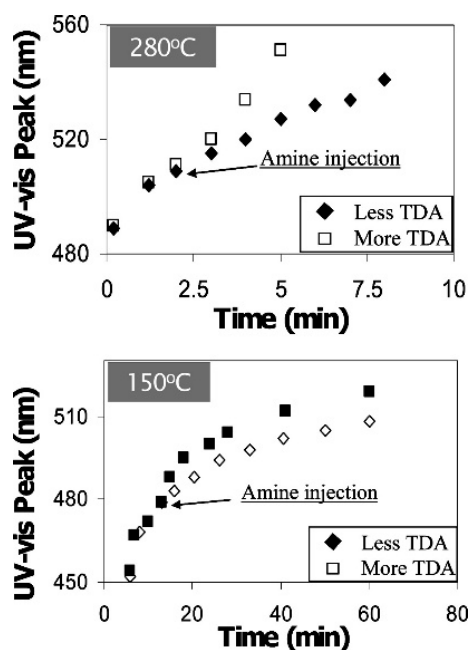 280°C
560
520
480
UV-vis Peak (nm)
Amine injection
Less TDA
More TDA
0
2.5
5
7.5
10
Time (min)
150°C
510
480
450
UV-vis Peak (nm)
Amine injection
Less TDA
More TDA
0
20
40
60
80
Time (min)